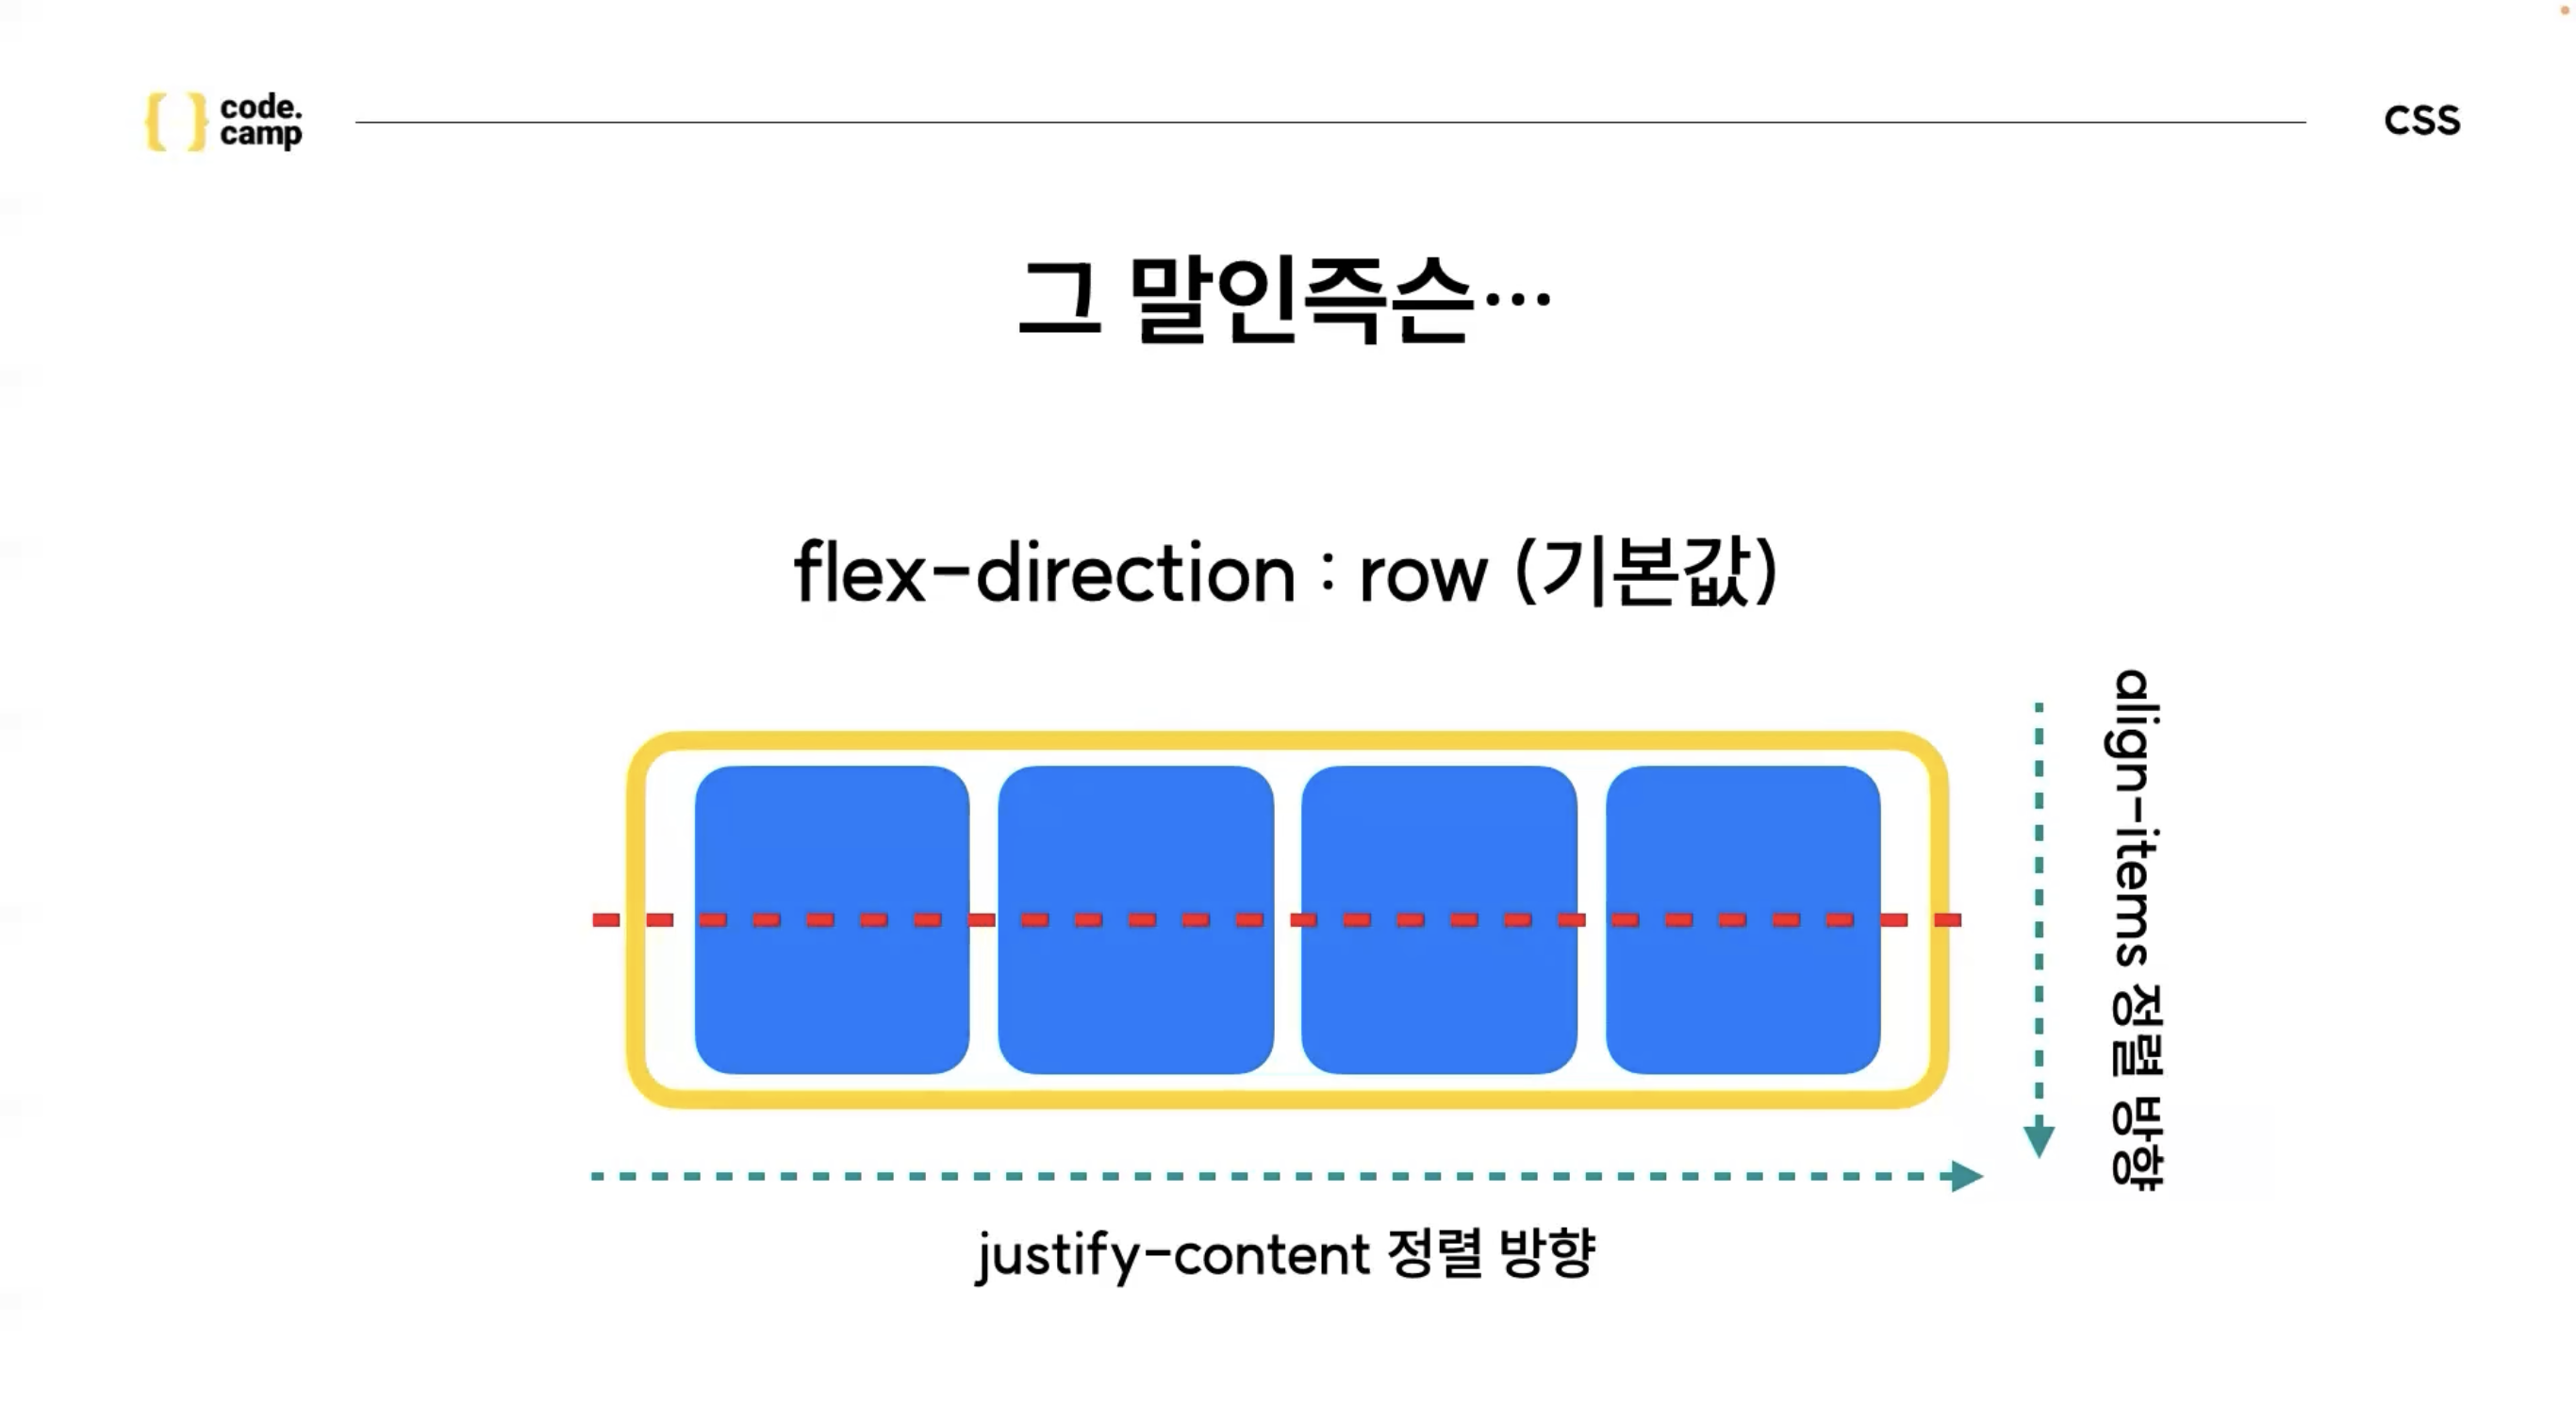 code.
camp
CSS
그 말인즉슨…
flex-direction : row (기본값)
align-items 정렬 방향
justify-content 정렬 방향